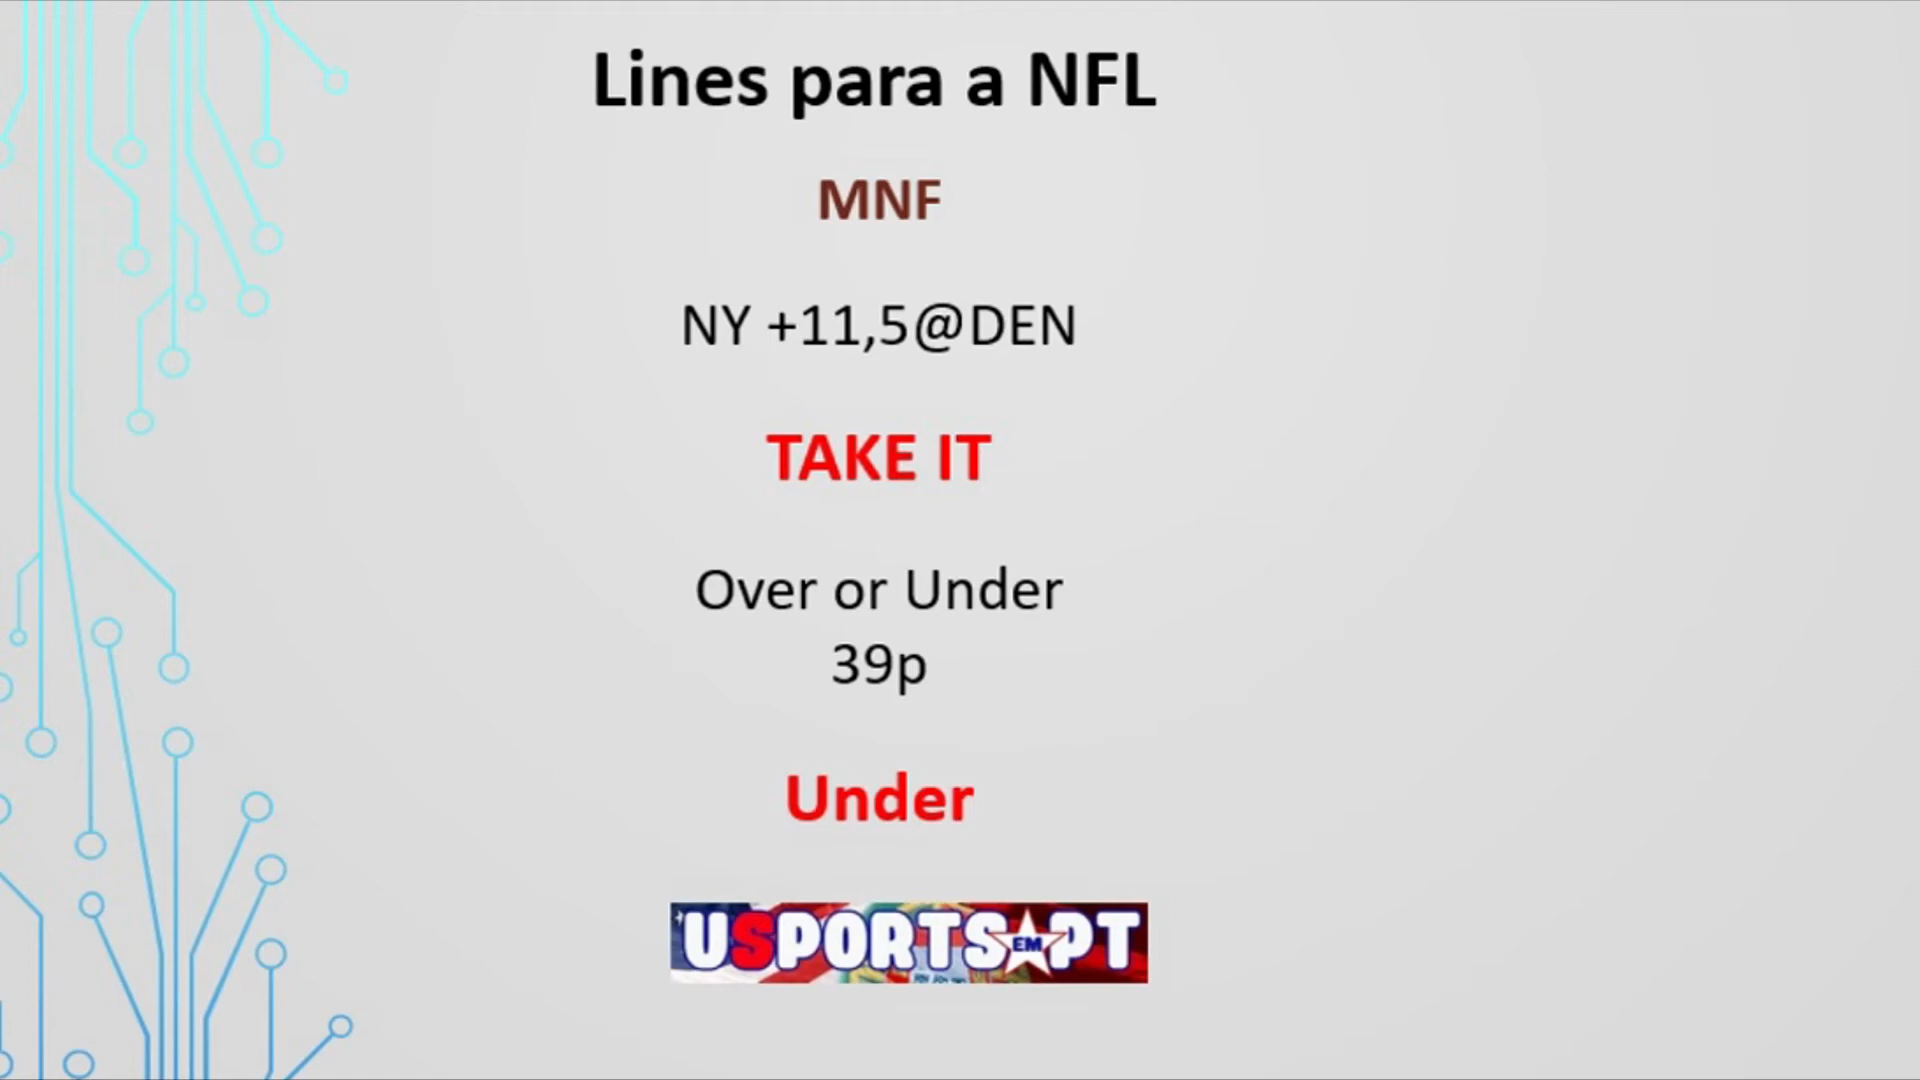 Lines para a NFL
MNF
NY +11,5@DEN
TAKE IT
Over or Under
39p
Under
USPORTS EM PT